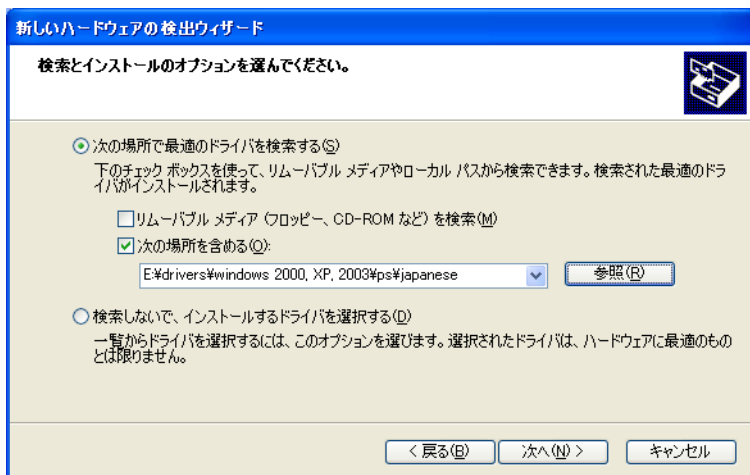 新しいハードウェアの検出ウィザード
検索とインストールのオプションを選んでください。
次の場所で最適のドライバを検索する(S)
下のチェック ボックスを使って、リムーバブル メディアやローカル パスから検索できます。検索された最適のドラ
イバがインストールされます。
リムーバブル メディア (フロッピー、CD-ROM など) を検索(M)
次の場所を含める(O):
E:¥drivers¥windows 2000, XP, 2003¥ps¥japanese
参照(R)
検索しないで、インストールするドライバを選択する(D)
一覧からドライバを選択するには、このオプションを選びます。選択されたドライバは、ハードウェアに最適のもの
とは限りません。
< 戻る(B) 次へ(N) > キャンセル